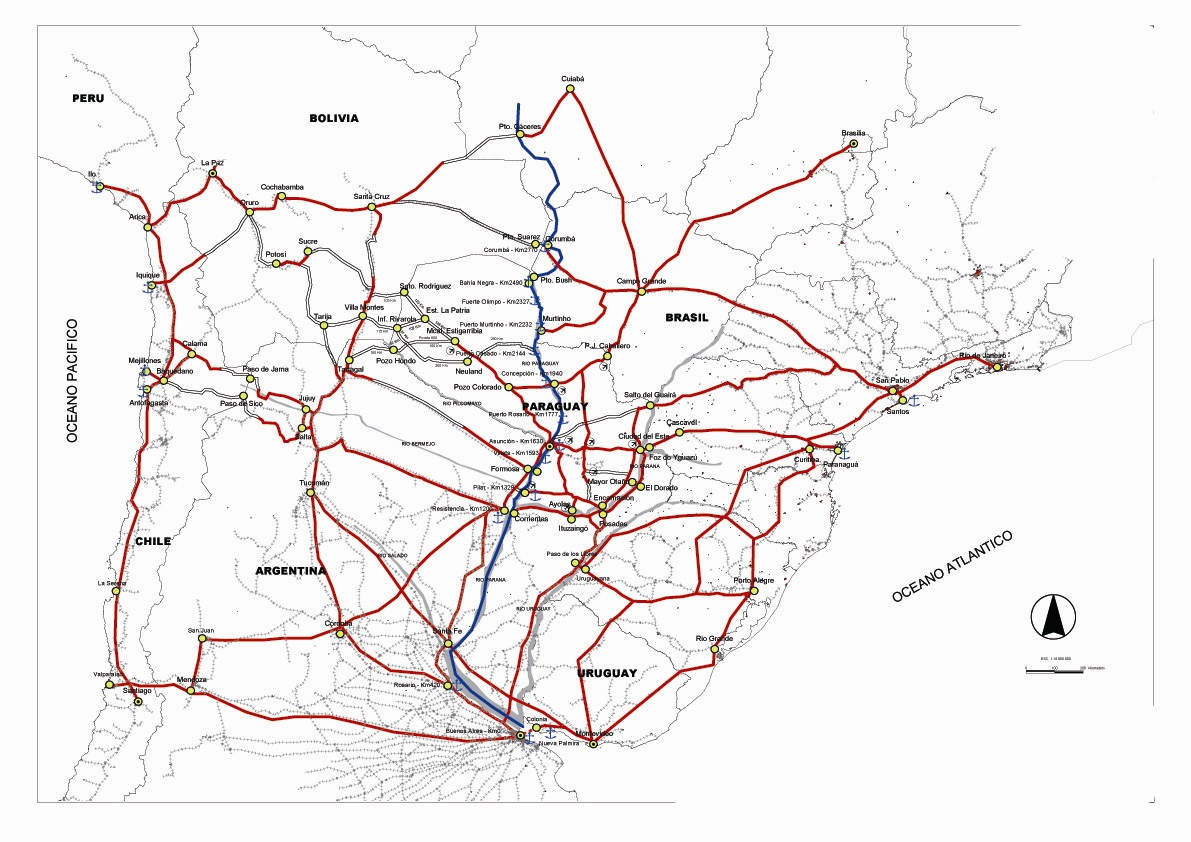 Cuiabá
PERU
BOLIVIA
Pto. Cáceres
Brasilia
La Paz
Ilo
Cochabamba
Oruro
Santa Cruz
Arica
Sucre
Potosí
Pto. Suarez
Corumbá
Corumbá - Km2770
Iquique
Bahia Negra - Km2490
Pto. Bush
Campo Grande
Sgto. Rodriguez
Fuerte Olimpo - Km2327
Villa Montes
Est. La Patria
Tarija
Inf. Rivarola
Murtinho
BRASIL
Puerto Murtinho - Km2232
Mcal. Estigarribia
OCEANO PACIFICO
Calama
P. J. Caballero
Puerto Casado - Km2144
Rio de Janeiro
Mejillones
Baquedano
Paso de Jama
Tartagal
Pozo Hondo
Neuland
RIO PARAGUAY
Concepción - Km1940
San Pablo
Pozo Colorado
Antofagasta
Paso de Sico
Jujuy
RIO PILCOMAYO
PARAGUAY
Salto del Guairá
Santos
Puerto Rosario - Km1777
Cascavel
Salta
RIO BERMEJO
Asunción - Km1630
Ciudad del Este
Villeta - Km1593
Foz do Yguazú
Curitiba
Paranaguá
Formosa
RIO PARANA
Tucumán
Pilar - Km1329
Mayor Otaño
El Dorado
Encarnación
Resistencia - Km1200
Ayolas
Corrientes
Ituzaingó
Posadas
CHILE
RIO SALADO
Paso de los Libres
OCEANO ATLANTICO
ARGENTINA
RIO PARANA
Uruguayana
Porto Alegre
La Serena
RIO URUGUAY
San Juan
Córdoba
Santa Fe
Rio Grande
ESC. 1:10.000.000
Valparaíso
Mendoza
URUGUAY
Santiago
Rosario - Km420
Colonia
Buenos Aires - Km0
Nueva Palmira
Montevideo